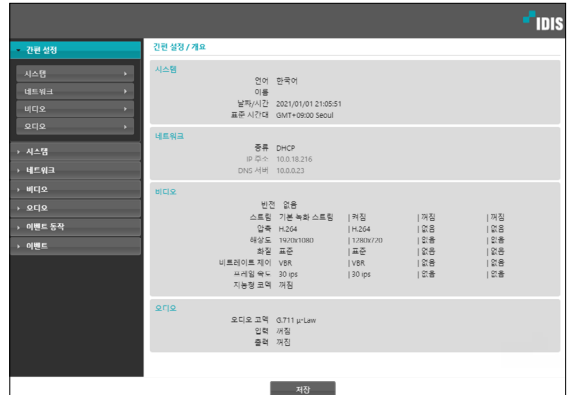 IDIS
간편 설정
시스템
네트워크
비디오
오디오
시스템
네트워크
비디오
오디오
이벤트 동작
이벤트
간편 설정 / 개요
시스템
언어 한국어
이름
날짜/시간 2021/01/01 21:05:51
표준 시간대 GMT+09:00 Seoul
네트워크
종류 DHCP
IP 주소 10.0.18.216
DNS 서버 10.0.0.23
비디오
반전 없음
스트림 기본 녹화 스트림 | 켜짐 | 꺼짐 | 꺼짐
압축 H.264 | H.264 | 없음 | 없음
해상도 1920x1080 | 1280x720 | 없음 | 없음
화질 표준 | 표준 | 없음 | 없음
비트레이트 제어 VBR | VBR | 없음 | 없음
프레임 속도 30 ips | 30 ips | 없음 | 없음
지능형 코덱 꺼짐
오디오
오디오 코덱 G.711 μ-Law
입력 꺼짐
출력 꺼짐
저장